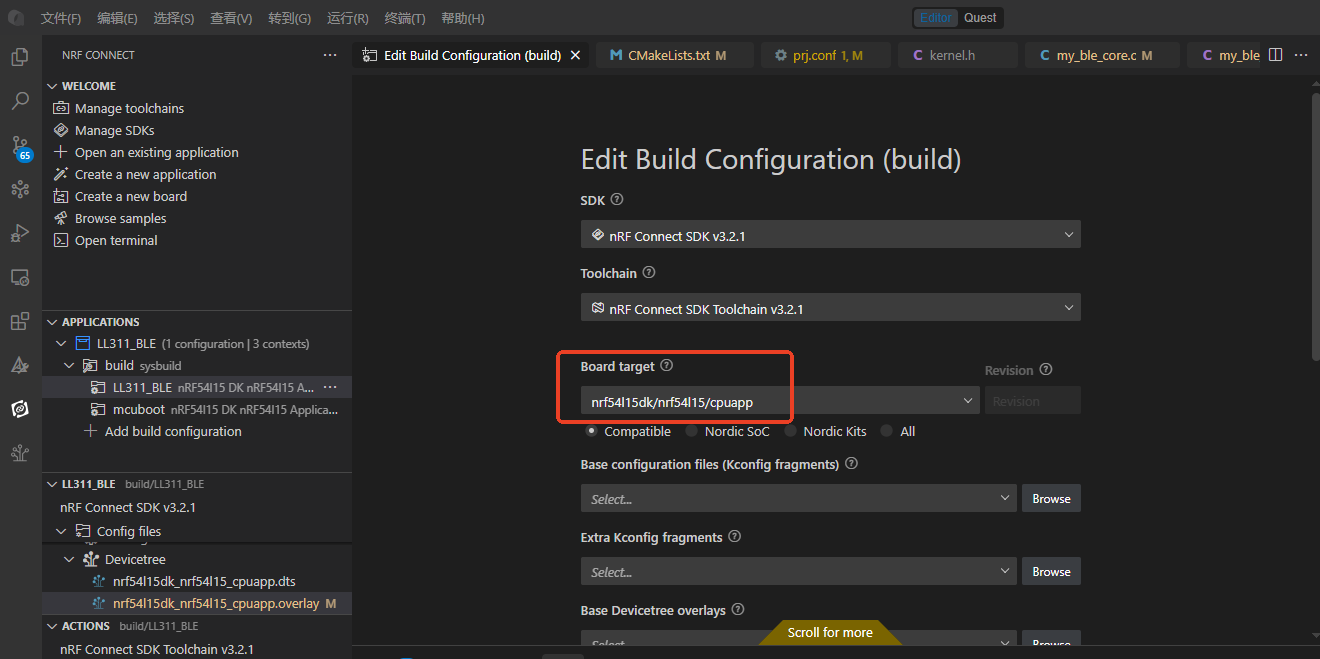 文件(F) 编辑(E) 选择(S) 查看(V) 转到(G) 运行(R) 终端(T) 帮助(H) Editor Quest
NRF CONNECT ···
Edit Build Configuration (build) CMakeLists.txt M prj.conf 1, M C kernel.h C my_ble_core.c M C my_ble ···
WELCOME
Manage toolchains
Manage SDKs
Open an existing application
Create a new application
Create a new board
Browse samples
Open terminal
65
APPLICATIONS
LL311_BLE (1 configuration | 3 contexts)
build sysbuild
LL311_BLE nRF54l15 DK nRF54l15 A... ···
mcuboot nRF54l15 DK nRF54l15 Applica...
Add build configuration
LL311_BLE build/LL311_BLE
nRF Connect SDK v3.2.1
Config files
Devicetree
nrf54l15dk_nrf54l15_cpuapp.dts
nrf54l15dk_nrf54l15_cpuapp.overlay M
ACTIONS build/LL311_BLE
nRF Connect SDK Toolchain v3.2.1
Edit Build Configuration (build)
SDK
nRF Connect SDK v3.2.1
Toolchain
nRF Connect SDK Toolchain v3.2.1
Board target Revision
nrf54l15dk/nrf54l15/cpuapp Revision
Compatible Nordic SoC Nordic Kits All
Base configuration files (Kconfig fragments)
Select... Browse
Extra Kconfig fragments
Select... Browse
Base Devicetree overlays
Select... Browse
Scroll for more